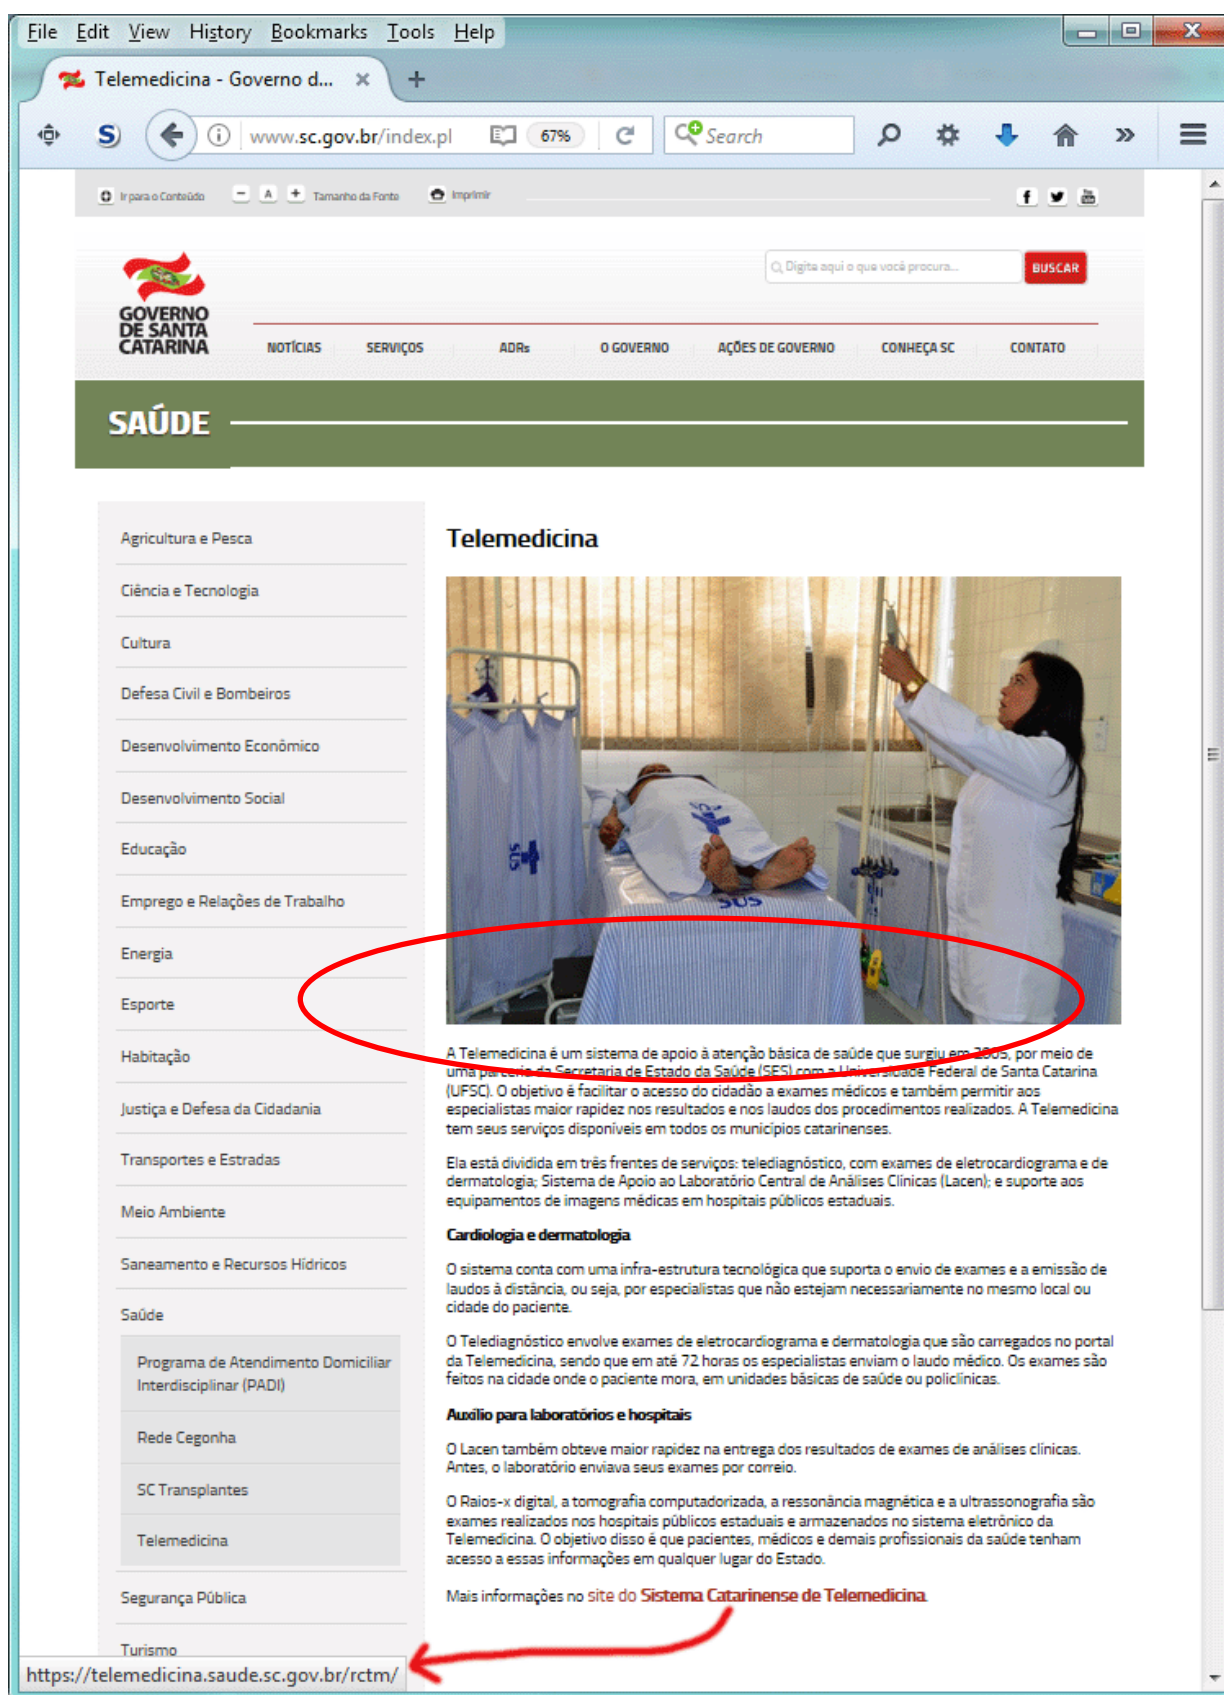 File Edit View History Bookmarks Tools Help
Telemedicina - Governo d... × +
S www.sc.gov.br/index.pl 67% Search
Ir para o Conteúdo − A + Tamanho da Fonte Imprimir
Digite aqui o que você procura... BUSCAR
GOVERNO
DE SANTA
CATARINA
NOTÍCIAS SERVIÇOS ADRs O GOVERNO AÇÕES DE GOVERNO CONHEÇA SC CONTATO
SAÚDE
Agricultura e Pesca
Ciência e Tecnologia
Cultura
Defesa Civil e Bombeiros
Desenvolvimento Econômico
Desenvolvimento Social
Educação
Emprego e Relações de Trabalho
Energia
Esporte
Habitação
Justiça e Defesa da Cidadania
Transportes e Estradas
Meio Ambiente
Saneamento e Recursos Hídricos
Saúde
Programa de Atendimento Domiciliar
Interdisciplinar (PADI)
Rede Cegonha
SC Transplantes
Telemedicina
Segurança Pública
Turismo
Telemedicina
SUS
SUS
SUS
A Telemedicina é um sistema de apoio à atenção básica de saúde que surgiu em 2005, por meio de
uma parceria da Secretaria de Estado da Saúde (SES) com a Universidade Federal de Santa Catarina
(UFSC). O objetivo é facilitar o acesso do cidadão a exames médicos e também permitir aos
especialistas maior rapidez nos resultados e nos laudos dos procedimentos realizados. A Telemedicina
tem seus serviços disponíveis em todos os municípios catarinenses.
Ela está dividida em três frentes de serviços: telediagnóstico, com exames de eletrocardiograma e de
dermatologia; Sistema de Apoio ao Laboratório Central de Análises Clínicas (Lacen); e suporte aos
equipamentos de imagens médicas em hospitais públicos estaduais.
Cardiologia e dermatologia
O sistema conta com uma infra-estrutura tecnológica que suporta o envio de exames e a emissão de
laudos à distância, ou seja, por especialistas que não estejam necessariamente no mesmo local ou
cidade do paciente.
O Telediagnóstico envolve exames de eletrocardiograma e dermatologia que são carregados no portal
da Telemedicina, sendo que em até 72 horas os especialistas enviam o laudo médico. Os exames são
feitos na cidade onde o paciente mora, em unidades básicas de saúde ou policlínicas.
Auxílio para laboratórios e hospitais
O Lacen também obteve maior rapidez na entrega dos resultados de exames de análises clínicas.
Antes, o laboratório enviava seus exames por correio.
O Raios-x digital, a tomografia computadorizada, a ressonância magnética e a ultrassonografia são
exames realizados nos hospitais públicos estaduais e armazenados no sistema eletrônico da
Telemedicina. O objetivo disso é que pacientes, médicos e demais profissionais da saúde tenham
acesso a essas informações em qualquer lugar do Estado.
Mais informações no site do Sistema Catarinense de Telemedicina.
https://telemedicina.saude.sc.gov.br/rctm/